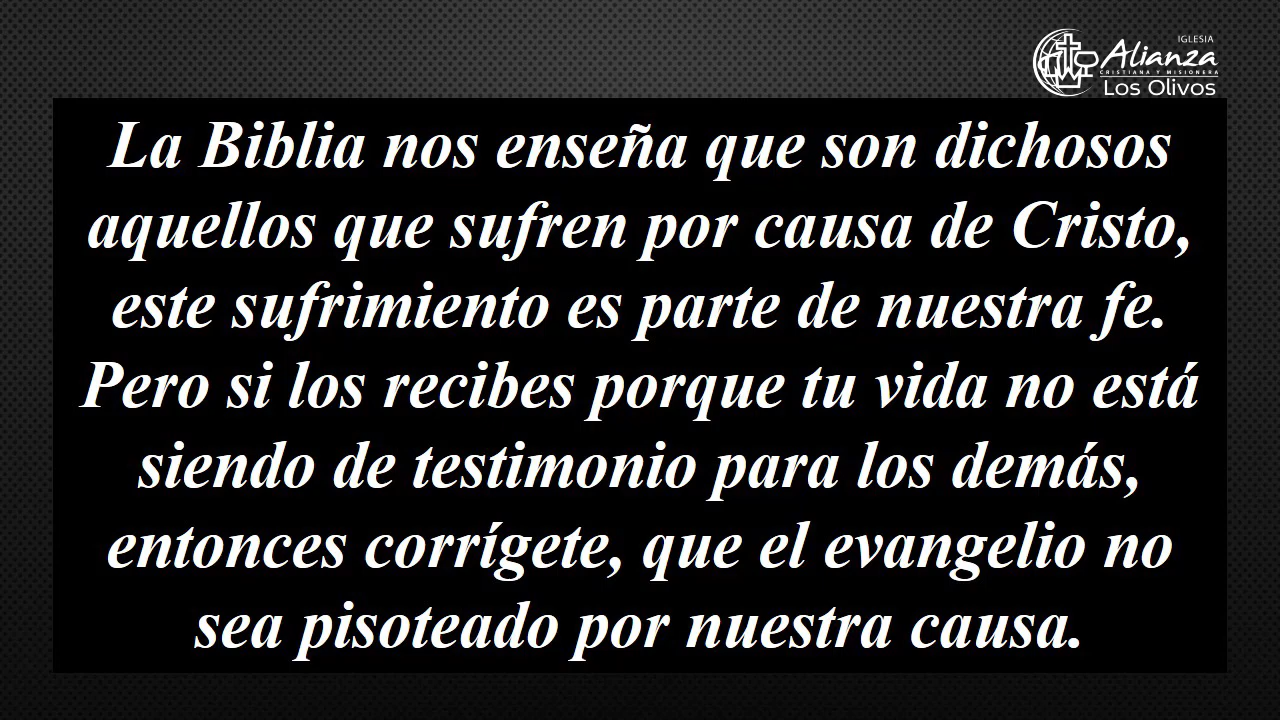 IGLESIA
Alianza
CRISTIANA Y MISIONERA
Los Olivos
La Biblia nos enseña que son dichosos
aquellos que sufren por causa de Cristo,
este sufrimiento es parte de nuestra fe.
Pero si los recibes porque tu vida no está
siendo de testimonio para los demás,
entonces corrígete, que el evangelio no
sea pisoteado por nuestra causa.